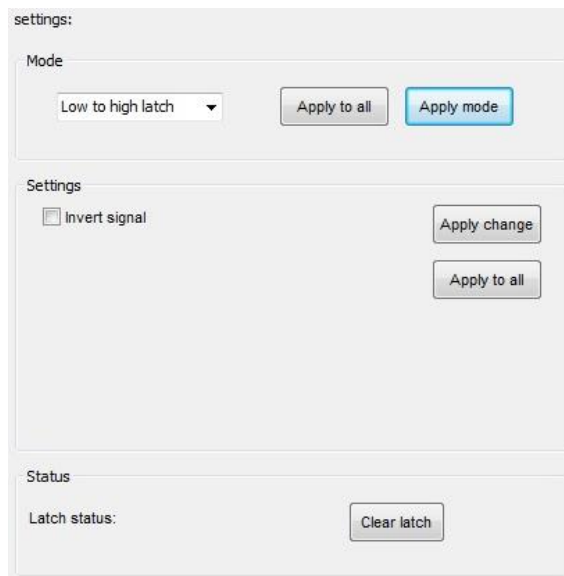 settings:
Mode
Low to high latch Apply to all Apply mode
Settings
Invert signal Apply change
Apply to all
Status
Latch status: Clear latch